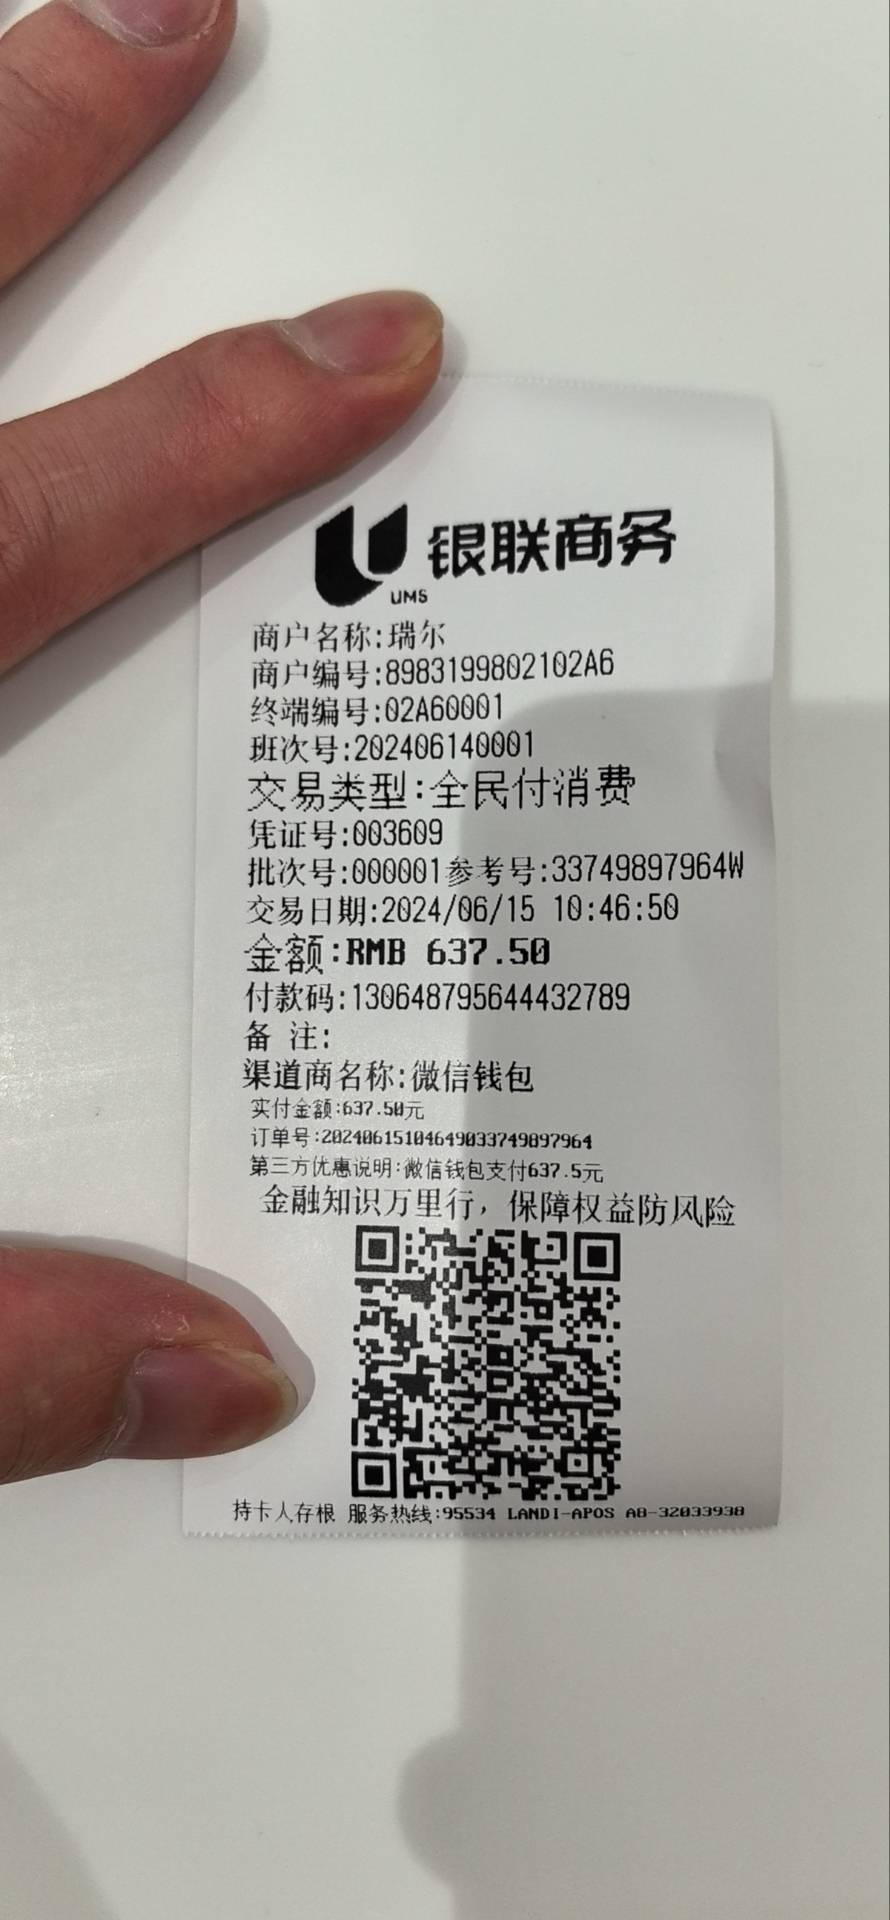 银联商务
UMS
商户名称:瑞尔
商户编号:8983199802102A6
终端编号:02A60001
班次号:202406140001
交易类型:全民付消费
凭证号:003609
批次号:000001参考号:33749897964W
交易日期:2024/06/15 10:46:50
金额:RMB 637.50
付款码:130648795644432789
备 注:
渠道商名称:微信钱包
实付金额:637.50元
订单号:20240615104649033749897964
第三方优惠说明:微信钱包支付637.5元
金融知识万里行，保障权益防风险
持卡人存根 服务热线:95534 LANDI-APOS A8-32033938